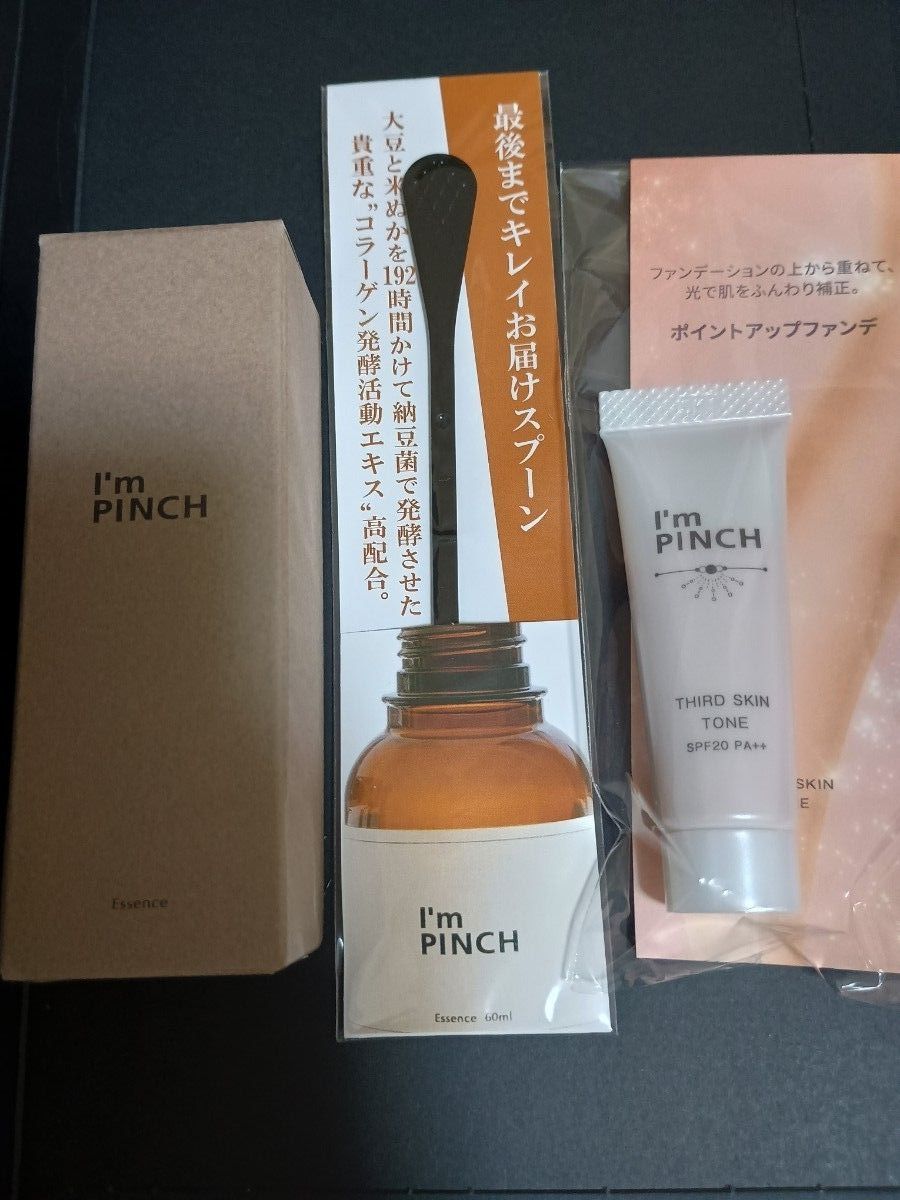 I'm
PINCH
Essence
最後までキレイお届けスプーン
大豆と米ぬかを192時間かけて納豆菌で発酵させた
貴重な”コラーゲン発酵活動エキス“高配合。
I'm
PINCH
Essence 60ml
ファンデーションの上から重ねて、
光で肌をふんわり補正。
ポイントアップファンデ
I'm
PINCH
THIRD SKIN
TONE
SPF20 PA++
SKIN
E